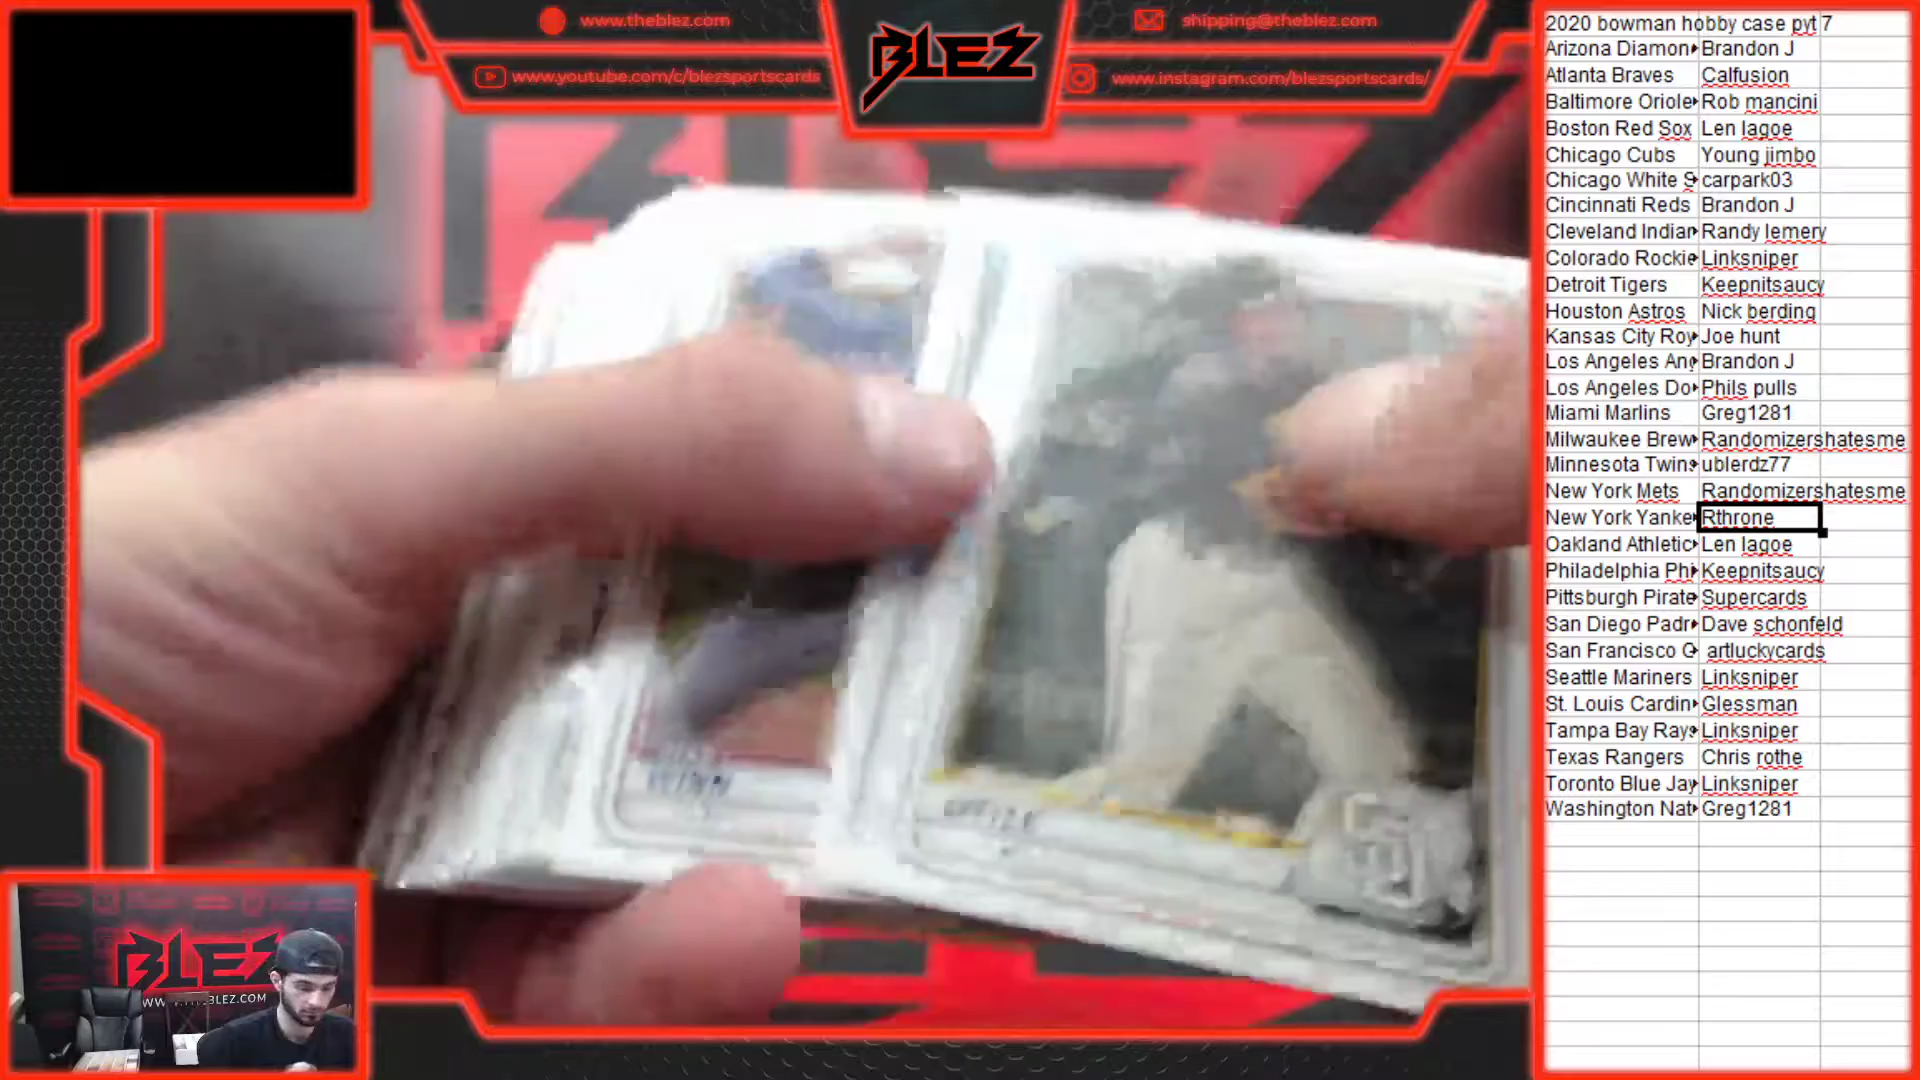 www.theblez.com
BLEZ
shipping@theblez.com
www.youtube.com/c/blezsportscards
www.instagram.com/blezsportscards/
2020 bowman hobby case pyt 7
Arizona Diamon Brandon J
Atlanta Braves Calfusion
Baltimore Oriole Rob mancini
Boston Red Sox Len lagoe
Chicago Cubs Young jimbo
Chicago White S carpark03
Cincinnati Reds Brandon J
Cleveland Indian Randy lemery
Colorado Rockie Linksniper
Detroit Tigers Keepnitsaucy
Houston Astros Nick berding
Kansas City Roy Joe hunt
Los Angeles Ang Brandon J
Los Angeles Do Phils pulls
Miami Marlins Greg1281
Milwaukee Brew Randomizershatesme
Minnesota Twins ublerdz77
New York Mets Randomizershatesme
New York Yanke Rthrone
Oakland Athletic Len lagoe
Philadelphia Phi Keepnitsaucy
Pittsburgh Pirate Supercards
San Diego Padr Dave schonfeld
San Francisco G artluckycards
Seattle Mariners Linksniper
St. Louis Cardin Glessman
Tampa Bay Rays Linksniper
Texas Rangers Chris rothe
Toronto Blue Jay Linksniper
Washington Nat Greg1281
BLEZ